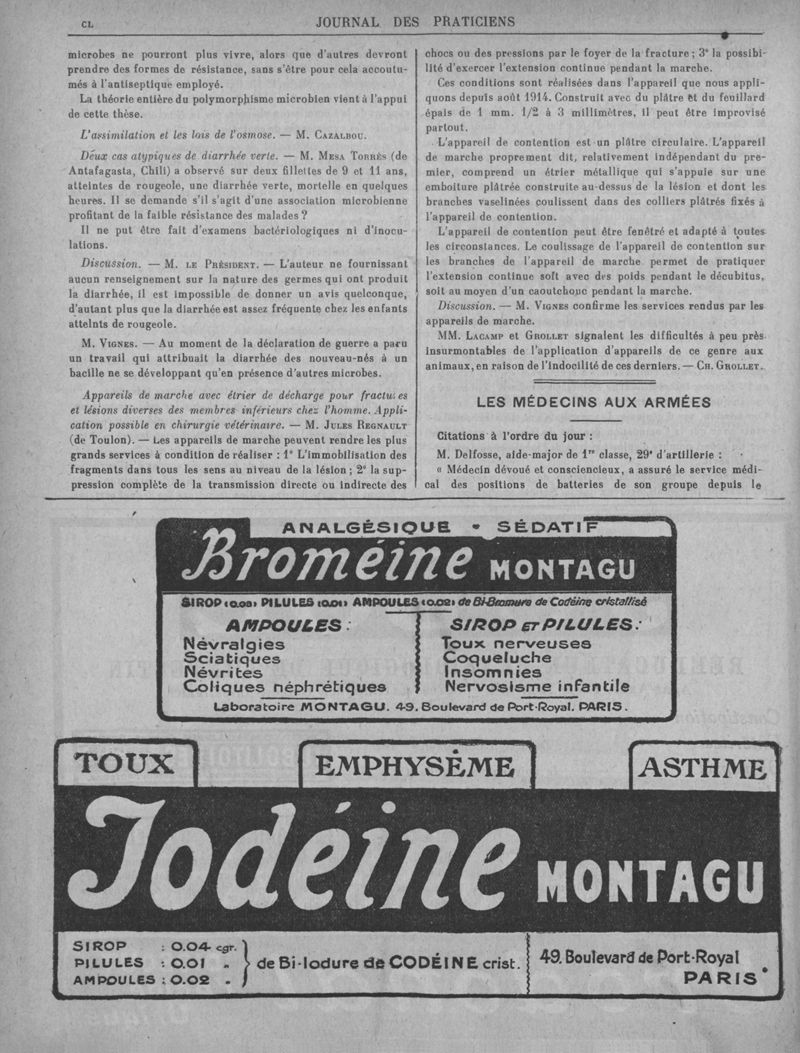 CL
JOURNAL DES PRATICIENS
microbes ne pourront plus vivre, alors que d'autres devront
prendre des formes de résistance, sans s'être pour cela accoutu-
més à l'antiseptique employé.
La théorie entière du polymorphisme microbien vient à l'appui
de cette thèse.
L'assimilation et les lois de l'osmose. — M. CAZALBOU.
Deux cas atypiques de diarrhée verte. — M. MESA TORRÈS (de
Antafagasta, Chili) a observé sur deux fillettes de 9 et 11 ans,
atteintes de rougeole, une diarrhée verte, mortelle en quelques
heures. Il se demande s'il s'agit d'une association microbienne
profitant de la faible résistance des malades ?
Il ne put être fait d'examens bactériologiques ni d'inocu-
lations.
Discussion. — M. LE PRÉSIDENT. — L'auteur ne fournissant
aucun renseignement sur la nature des germes qui ont produit
la diarrhée, il est impossible de donner un avis quelconque,
d'autant plus que la diarrhée est assez fréquente chez les enfants
atteints de rougeole.
M. VIGNES. — Au moment de la déclaration de guerre a paru
un travail qui attribuait la diarrhée des nouveau-nés à un
bacille ne se développant qu'en présence d'autres microbes.
Appareils de marche avec étrier de décharge pour fractures
et lésions diverses des membres inférieurs chez l'homme. Appli-
cation possible en chirurgie vétérinaire. — M. JULES REGNAULT
(de Toulon). — Les appareils de marche peuvent rendre les plus
grands services à condition de réaliser : 1° L'immobilisation des
fragments dans tous les sens au niveau de la lésion ; 2° la sup-
pression complète de la transmission directe ou indirecte des
chocs ou des pressions par le foyer de la fracture ; 3° la possibi-
lité d'exercer l'extension continue pendant la marche.
Ces conditions sont réalisées dans l'appareil que nous appli-
quons depuis août 1914. Construit avec du plâtre et du feuillard
épais de 1 mm. 1/2 à 3 millimètres, il peut être improvisé
partout.
L'appareil de contention est un plâtre circulaire. L'appareil
de marche proprement dit, relativement indépendant du pre-
mier, comprend un étrier métallique qui s'appuie sur une
emboiture plâtrée construite au-dessus de la lésion et dont les
branches vaselinées coulissent dans des colliers plâtrés fixés à
l'appareil de contention.
L'appareil de contention peut être fenêtré et adapté à toutes
les circonstances. Le coulissage de l'appareil de contention sur
les branches de l'appareil de marche permet de pratiquer
l'extension continue soit avec des poids pendant le décubitus,
soit au moyen d'un caoutchouc pendant la marche.
Discussion. — M. VIGNES confirme les services rendus par les
appareils de marche.
MM. LACAMP et GROLLET signalent les difficultés à peu près
insurmontables de l'application d'appareils de ce genre aux
animaux, en raison de l'indocilité de ces derniers. — CH. GROLLET.
LES MÉDECINS AUX ARMÉES
Citations à l'ordre du jour :
M. Delfosse, aide-major de 1re classe, 29e d'artillerie :
« Médecin dévoué et consciencieux, a assuré le service médi-
cal des positions de batteries de son groupe depuis le
ANALGÉSIQUE • SÉDATIF
Broméine MONTAGU
SIROP (0.03) PILULES (0.01) AMPOULES (0.02) de Bi-Bromure de Codéine cristallisé
AMPOULES :
Névralgies
Sciatiques
Névrites
Coliques néphrétiques
SIROP ET PILULES :
Toux nerveuses
Coqueluche
Insomnies
Nervosisme infantile
Laboratoire MONTAGU. 49. Boulevard de Port-Royal. PARIS.
TOUX
EMPHYSÈME
ASTHME
Jodéine MONTAGU
SIROP : 0.04 cgr.
PILULES : 0.01 „
AMPOULES : 0.02 „
de Bi-Iodure de CODÉINE crist.
49. Boulevard de Port-Royal
PARIS